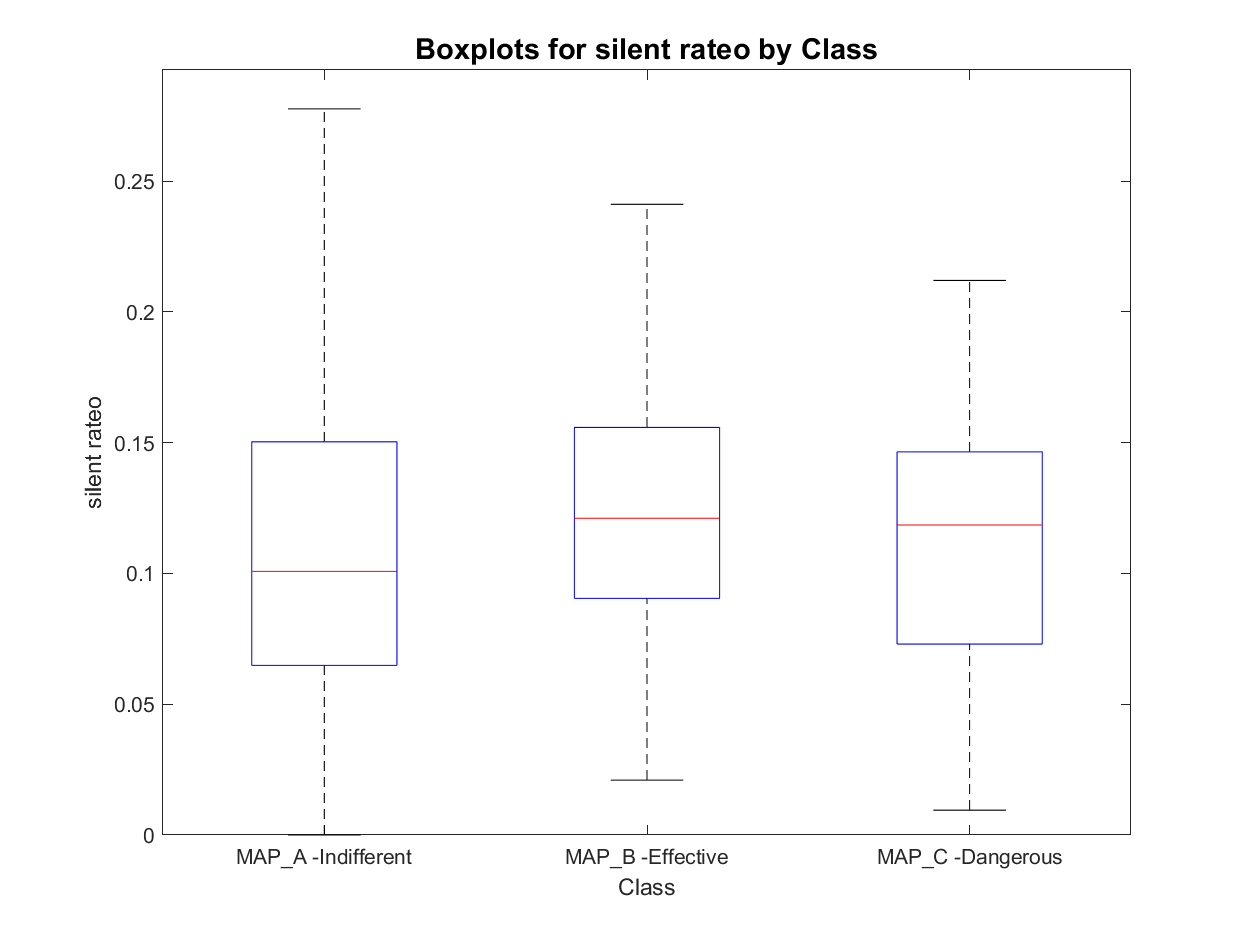 Boxplots for silent rateo by Class
silent rateo
0.25
0.2
0.15
0.1
0.05
0
MAP_A -Indifferent
MAP_B -Effective
MAP_C -Dangerous
Class